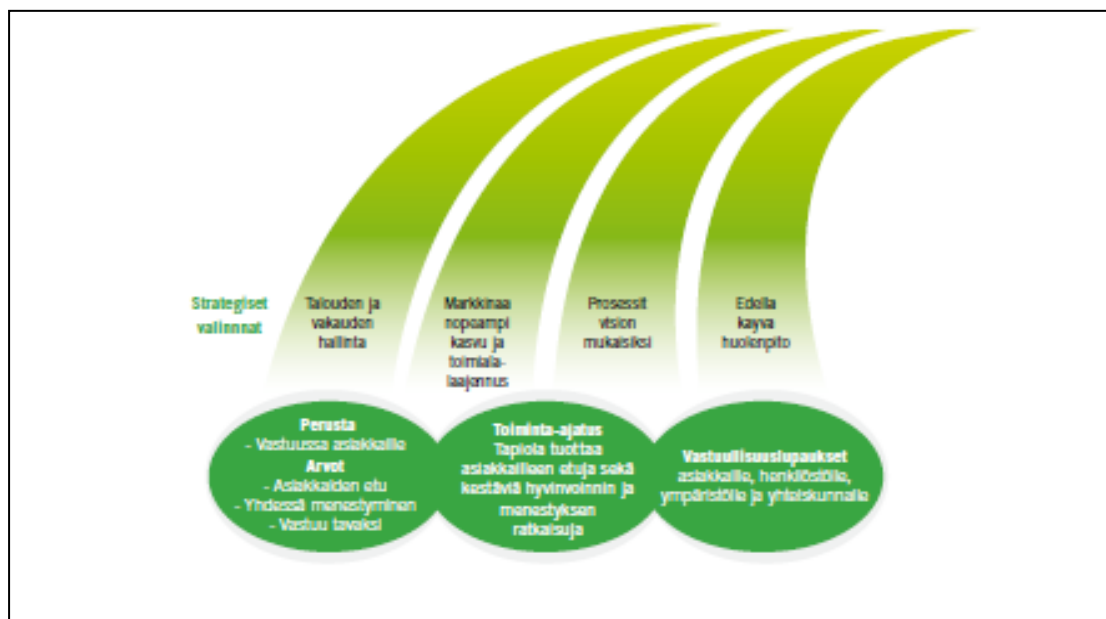 Strategiset
valinnnat
Talouden ja
vakauden
hallinta
Markkinaa
nopeampi
kasvu ja
toimiala-
laajennus
Prosessit
vision
mukaisiksi
Edella
kayva
huolenpito
Perusta
- Vastuussa asiakkaille
Arvot
- Asiakkaiden etu
- Yhdessä menestyminen
- Vastuu tavaksi
Toiminta-ajatus
Tapiola tuottaa
asiakkailleen etuja sekä
kestäviä hyvinvoinnin ja
menestyksen
ratkaisuja
Vastuullisuuslupaukset
asiakkaille, henkilöstölle,
ympäristölle ja yhteiskunnalle